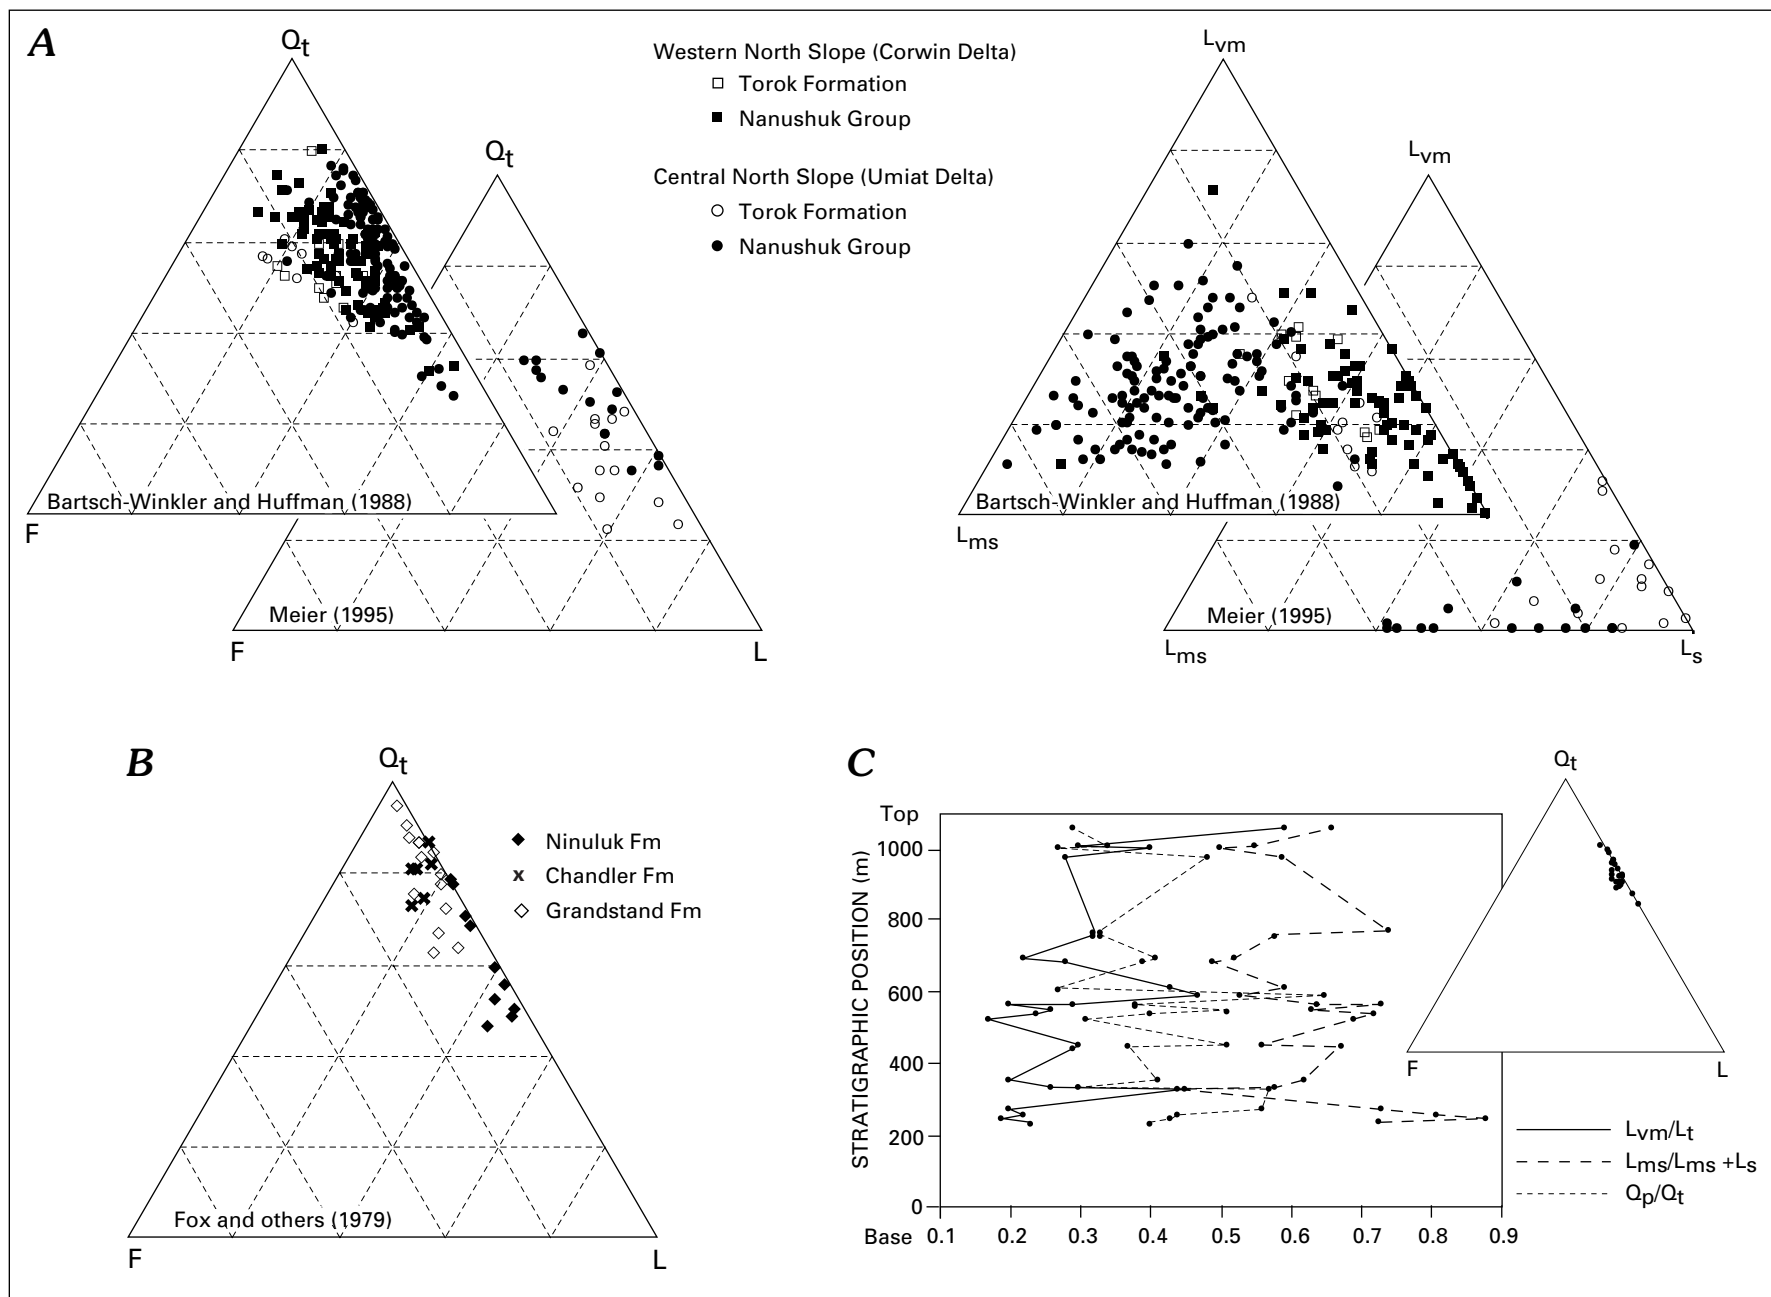 A
Qt
Qt
Western North Slope (Corwin Delta)
Torok Formation
Nanushuk Group
Central North Slope (Umiat Delta)
Torok Formation
Nanushuk Group
Lvm
Lvm
Bartsch-Winkler and Huffman (1988)
F
Meier (1995)
F
L
Bartsch-Winkler and Huffman (1988)
Lms
Meier (1995)
Lms
Ls
B
Qt
Ninuluk Fm
x Chandler Fm
Grandstand Fm
Fox and others (1979)
F
L
C
Qt
F
L
STRATIGRAPHIC POSITION (m)
Top
1000
800
600
400
200
0
Base
0.1
0.2
0.3
0.4
0.5
0.6
0.7
0.8
0.9
Lvm/Lt
Lms/Lms +Ls
Qp/Qt